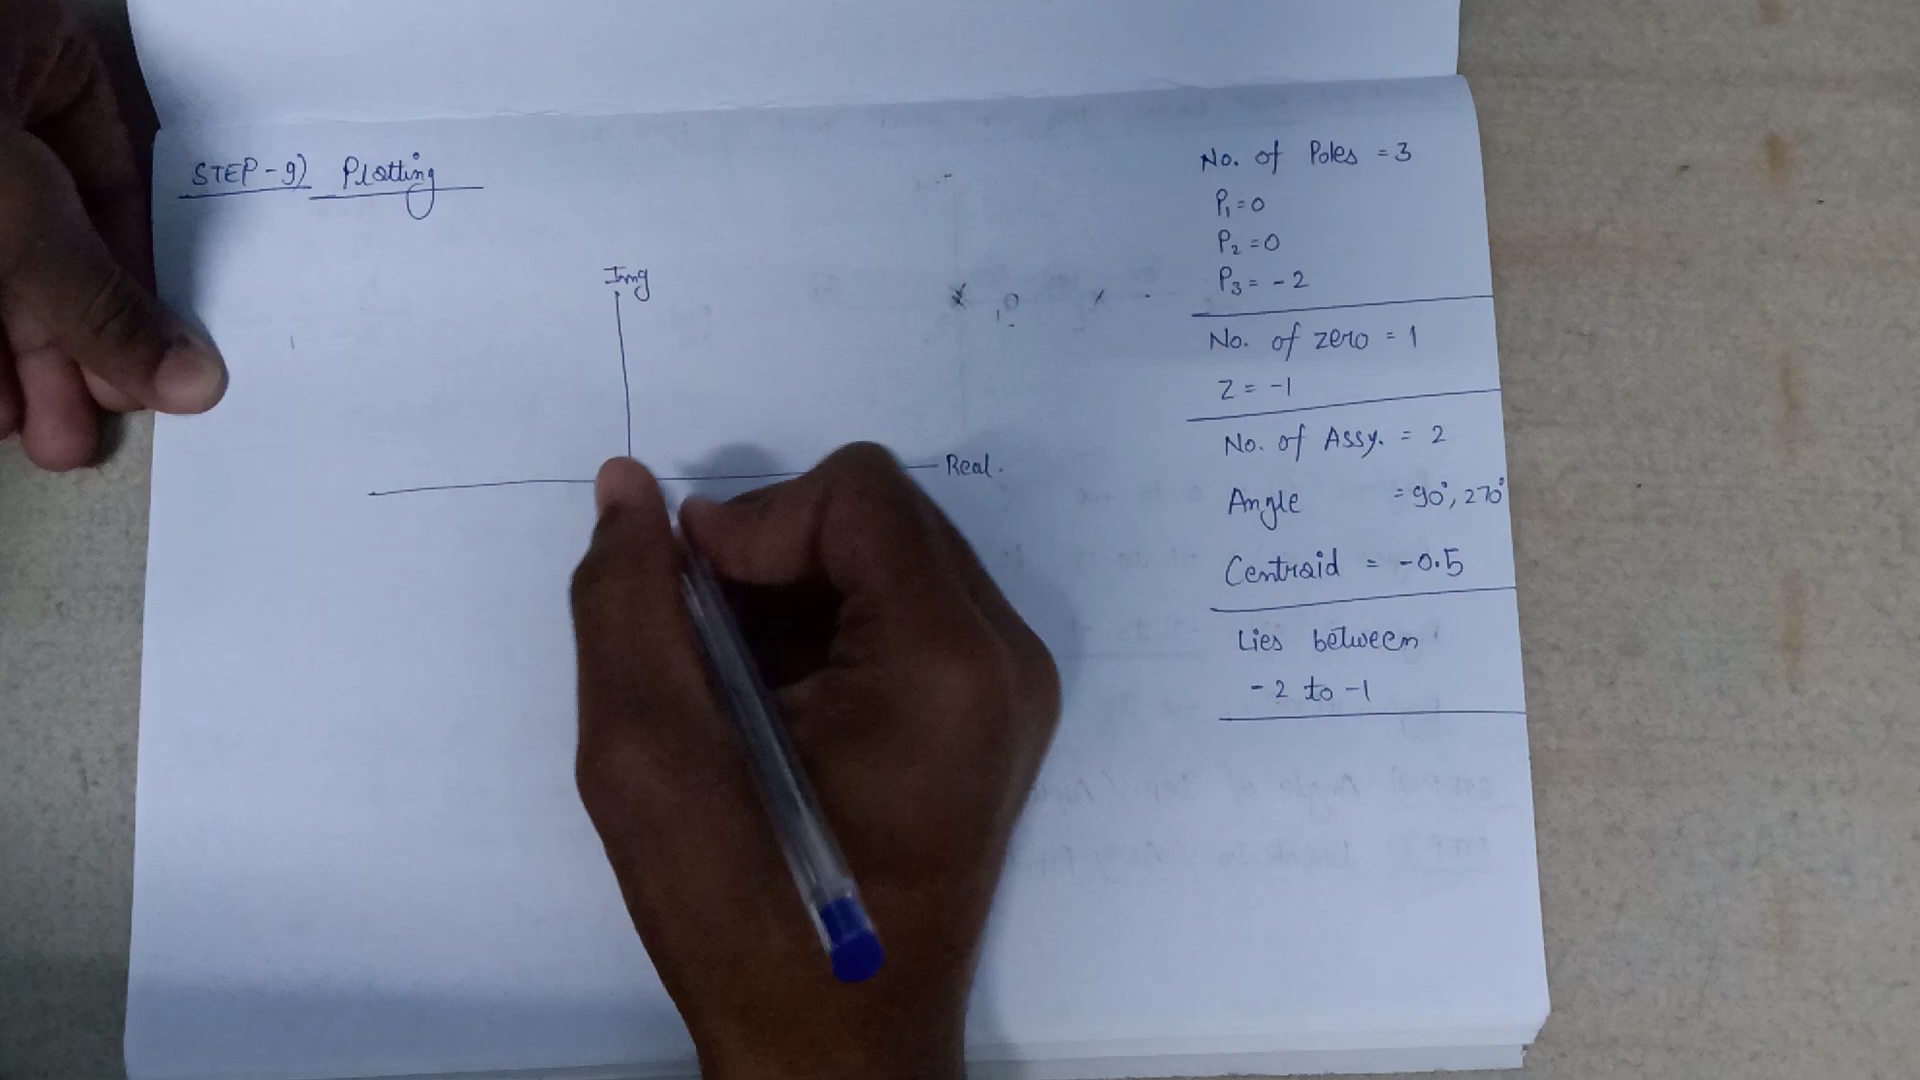 STEP-9) Plotting
Img
Real.
No. of Poles = 3
P₁ = 0
P₂ = 0
P₃ = -2
No. of zero = 1
Z = -1
No. of Assy. = 2
Angle = 90°, 270°
Centroid = -0.5
Lies between
-2 to -1